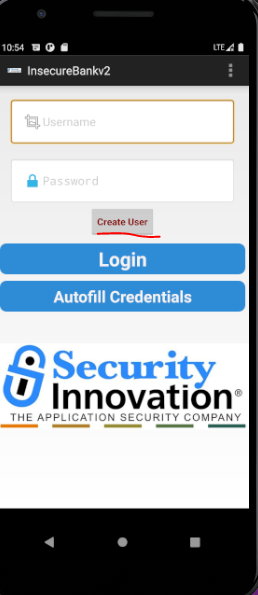 10:54 LTE
InsecureBankv2
Username
Password
Create User
Login
Autofill Credentials
Security
Innovation®
THE APPLICATION SECURITY COMPANY